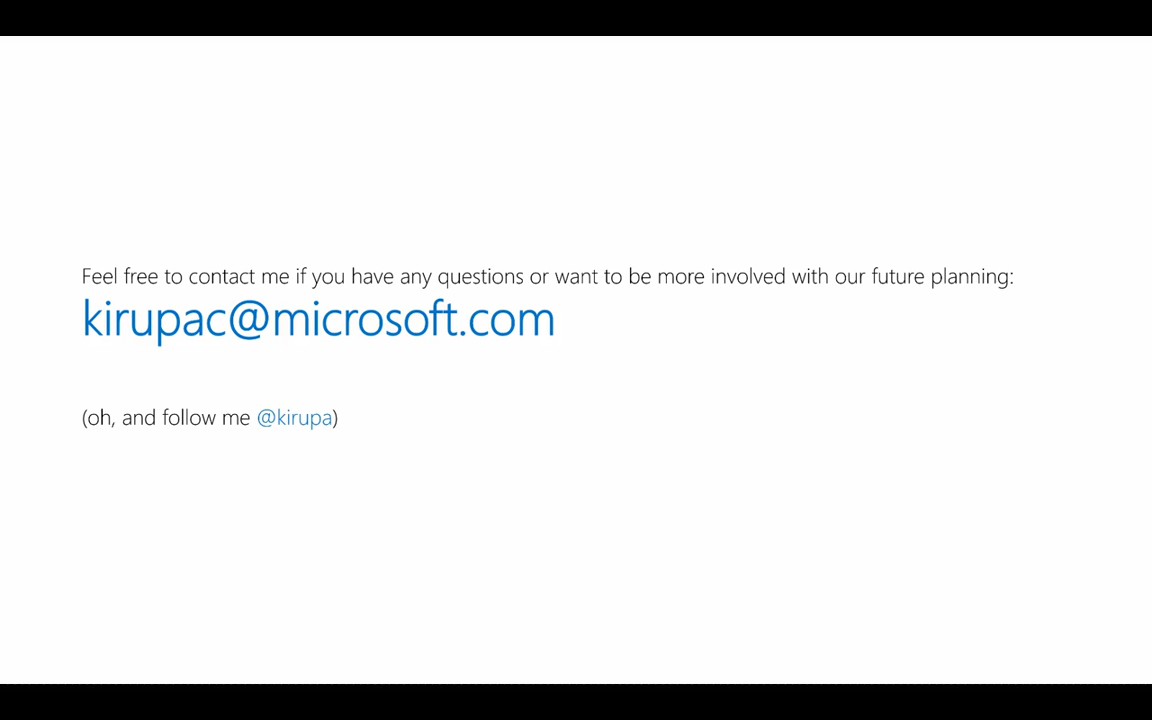 Feel free to contact me if you have any questions or want to be more involved with our future planning:
kirupac@microsoft.com
(oh, and follow me @kirupa)